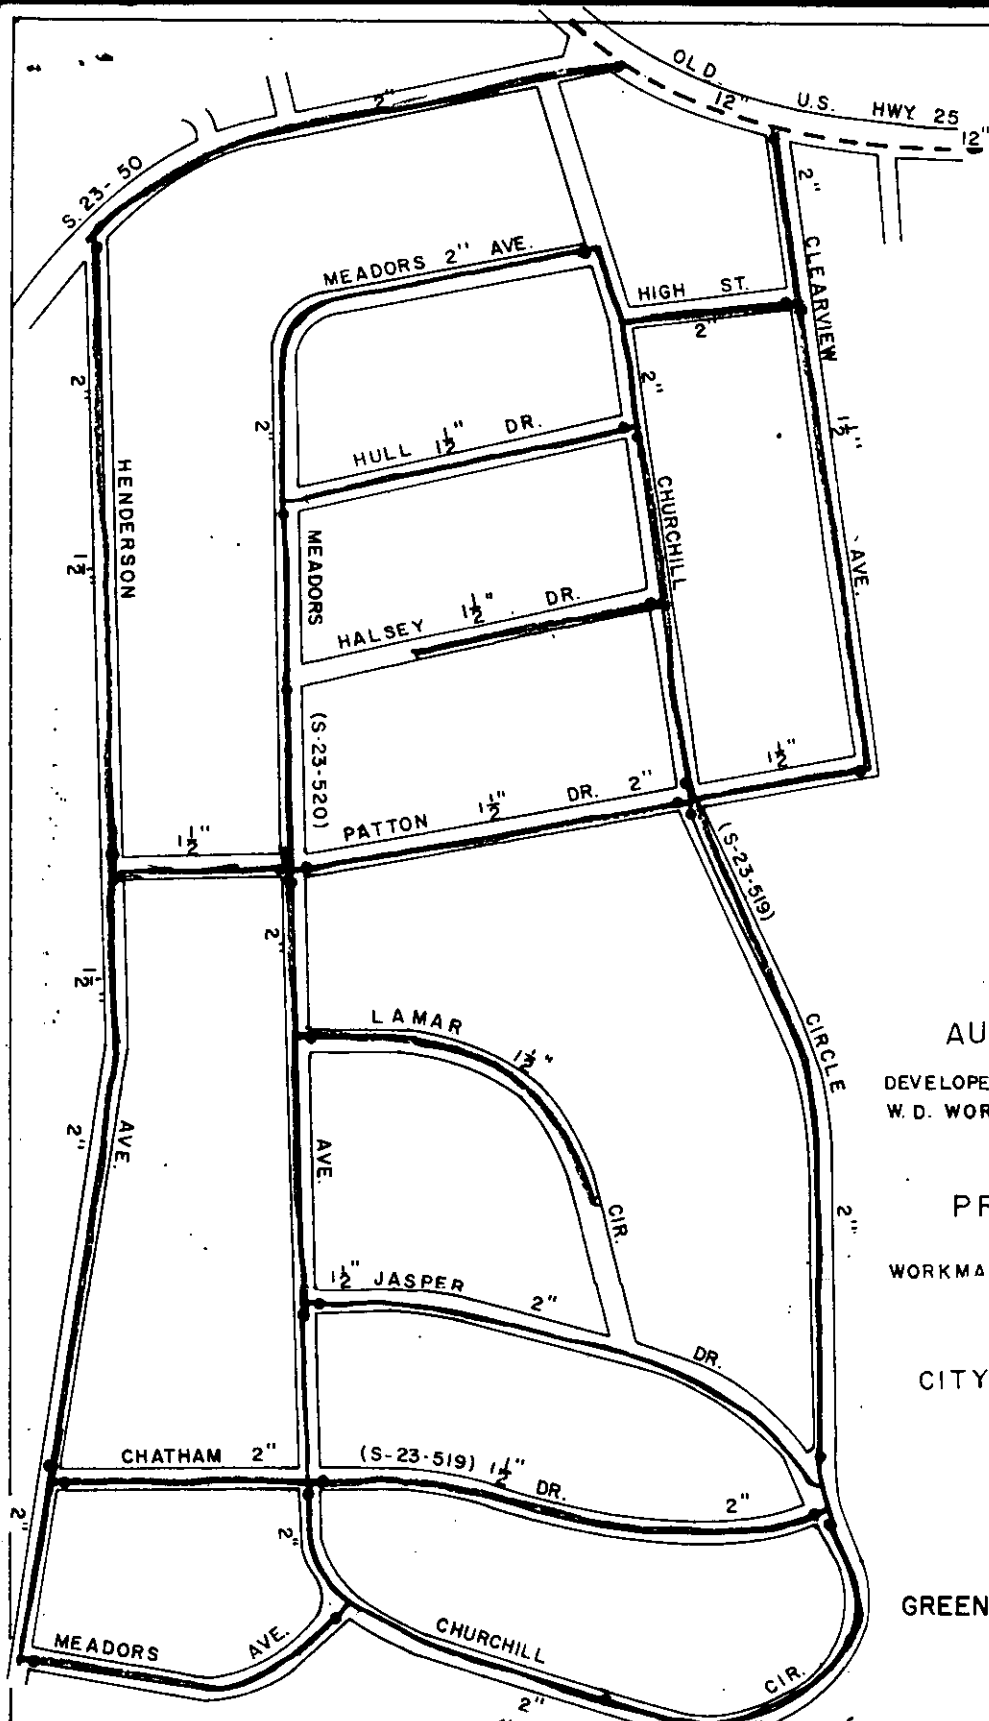 OLD U.S. HWY. 25
12"
12"
2"
S. 23-50
2"
CLEARVIEW AVE.
MEADORS 2" AVE.
HIGH ST.
2"
2"
2"
2"
1½"
HULL 1½" DR.
HENDERSON AVE.
CHURCHILL CIRCLE
MEADORS AVE.
1½"
HALSEY 1½" DR.
(S-23-520)
1½"
1½"
PATTON 1½" DR. 2"
(S-23-519)
2"
1½"
LAMAR CIR.
1½"
AU
DEVELOPE
W. D. WOR
2"
PR
2"
WORKMA
1½" JASPER 2" DR.
CITY
CHATHAM 2" (S-23-519) 1½" DR. 2"
2"
2"
GREEN
MEADORS AVE.
CHURCHILL CIR.
2"